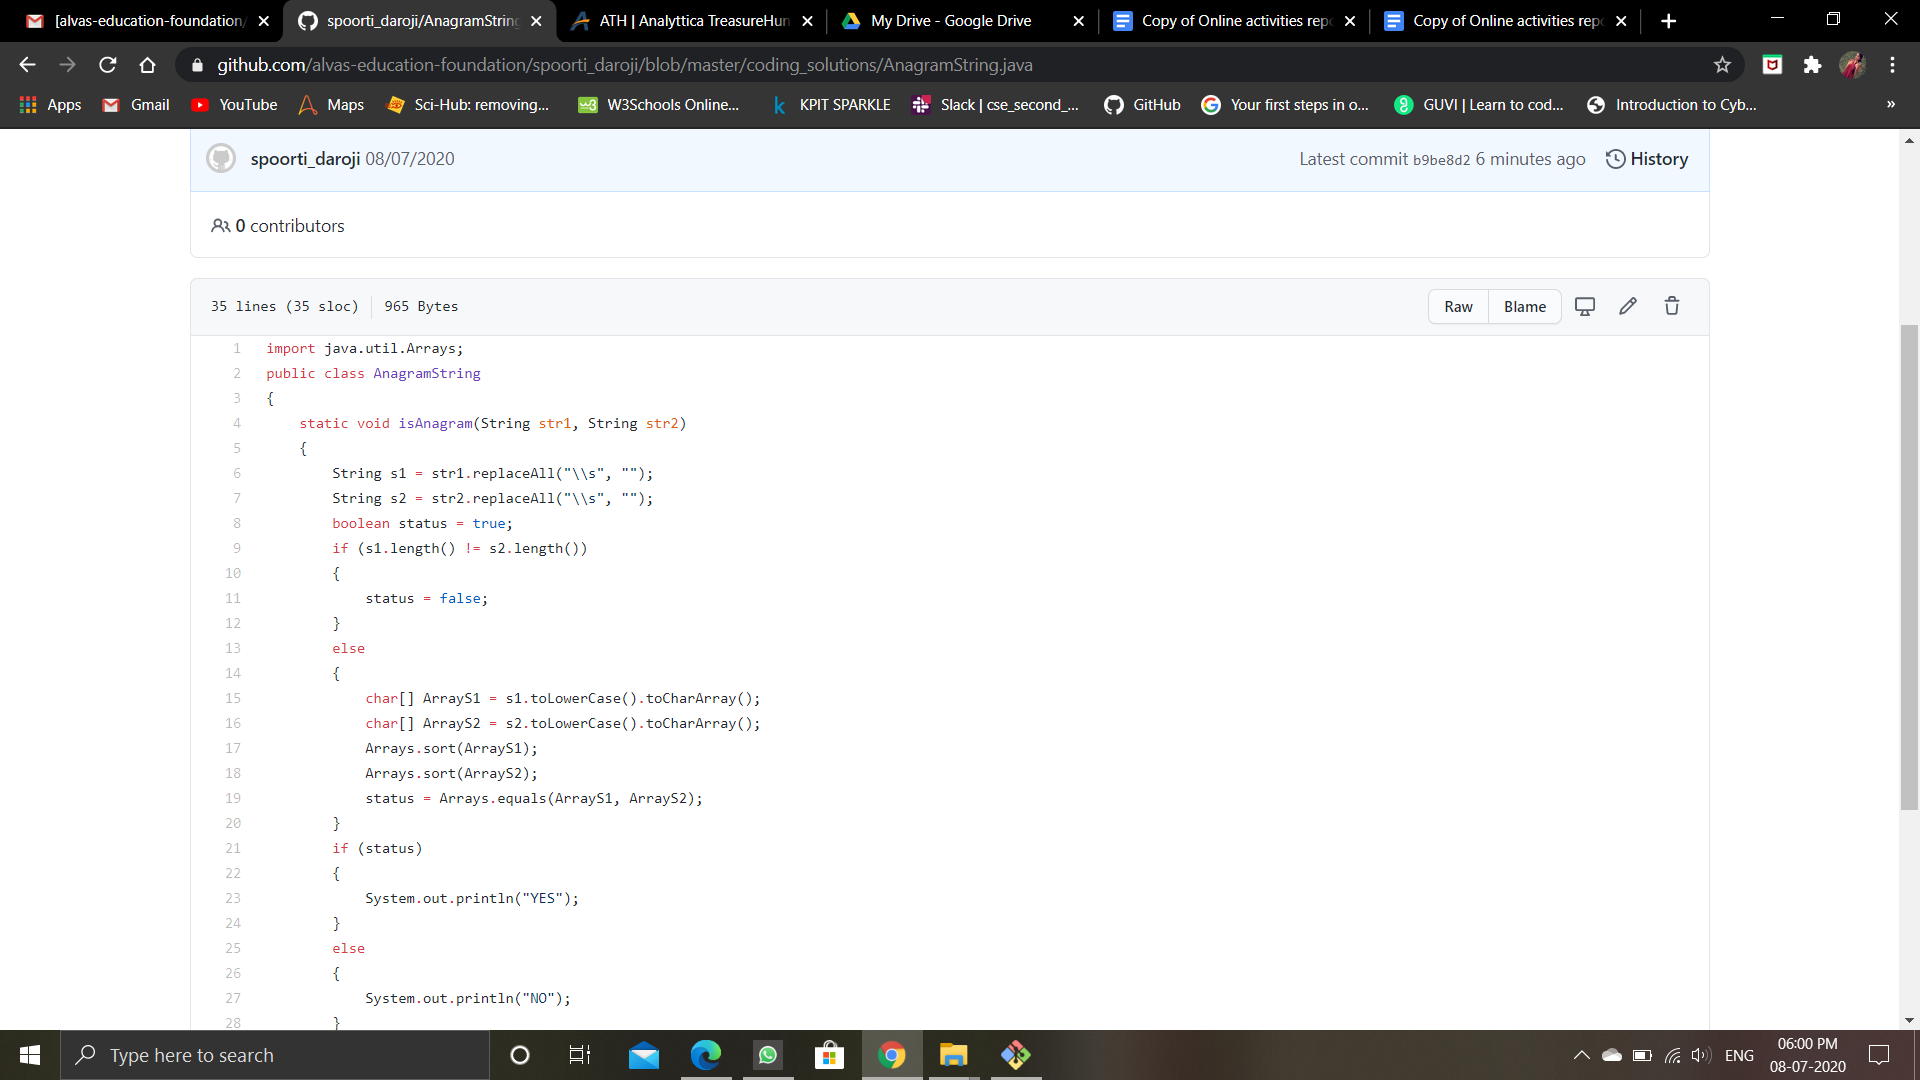 [alvas-education-foundation/
spoorti_daroji/AnagramString
ATH | Analyttica TreasureHun
My Drive - Google Drive
Copy of Online activities repo
Copy of Online activities repo
github.com/alvas-education-foundation/spoorti_daroji/blob/master/coding_solutions/AnagramString.java
Apps
Gmail
YouTube
Maps
Sci-Hub: removing...
W3Schools Online...
KPIT SPARKLE
Slack | cse_second_...
GitHub
Your first steps in o...
GUVI | Learn to cod...
Introduction to Cyb...
»
spoorti_daroji 08/07/2020
Latest commit b9be8d2 6 minutes ago
History
0 contributors
35 lines (35 sloc)
965 Bytes
Raw
Blame
1 import java.util.Arrays;
2 public class AnagramString
3 {
4 static void isAnagram(String str1, String str2)
5 {
6 String s1 = str1.replaceAll("\\s", "");
7 String s2 = str2.replaceAll("\\s", "");
8 boolean status = true;
9 if (s1.length() != s2.length())
10 {
11 status = false;
12 }
13 else
14 {
15 char[] ArrayS1 = s1.toLowerCase().toCharArray();
16 char[] ArrayS2 = s2.toLowerCase().toCharArray();
17 Arrays.sort(ArrayS1);
18 Arrays.sort(ArrayS2);
19 status = Arrays.equals(ArrayS1, ArrayS2);
20 }
21 if (status)
22 {
23 System.out.println("YES");
24 }
25 else
26 {
27 System.out.println("NO");
28 }
Type here to search
ENG
06:00 PM
08-07-2020